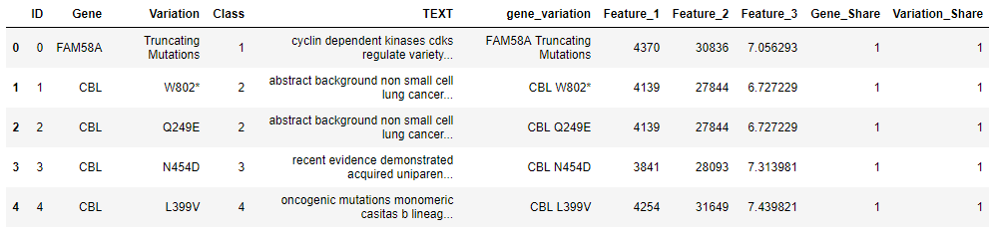 ID Gene Variation Class TEXT gene_variation Feature_1 Feature_2 Feature_3 Gene_Share Variation_Share
0 0 FAM58A Truncating Mutations 1 cyclin dependent kinases cdks regulate variety... FAM58A Truncating Mutations 4370 30836 7.056293 1 1
1 1 CBL W802* 2 abstract background non small cell lung cancer... CBL W802* 4139 27844 6.727229 1 1
2 2 CBL Q249E 2 abstract background non small cell lung cancer... CBL Q249E 4139 27844 6.727229 1 1
3 3 CBL N454D 3 recent evidence demonstrated acquired uniparen... CBL N454D 3841 28093 7.313981 1 1
4 4 CBL L399V 4 oncogenic mutations monomeric casitas b lineag... CBL L399V 4254 31649 7.439821 1 1